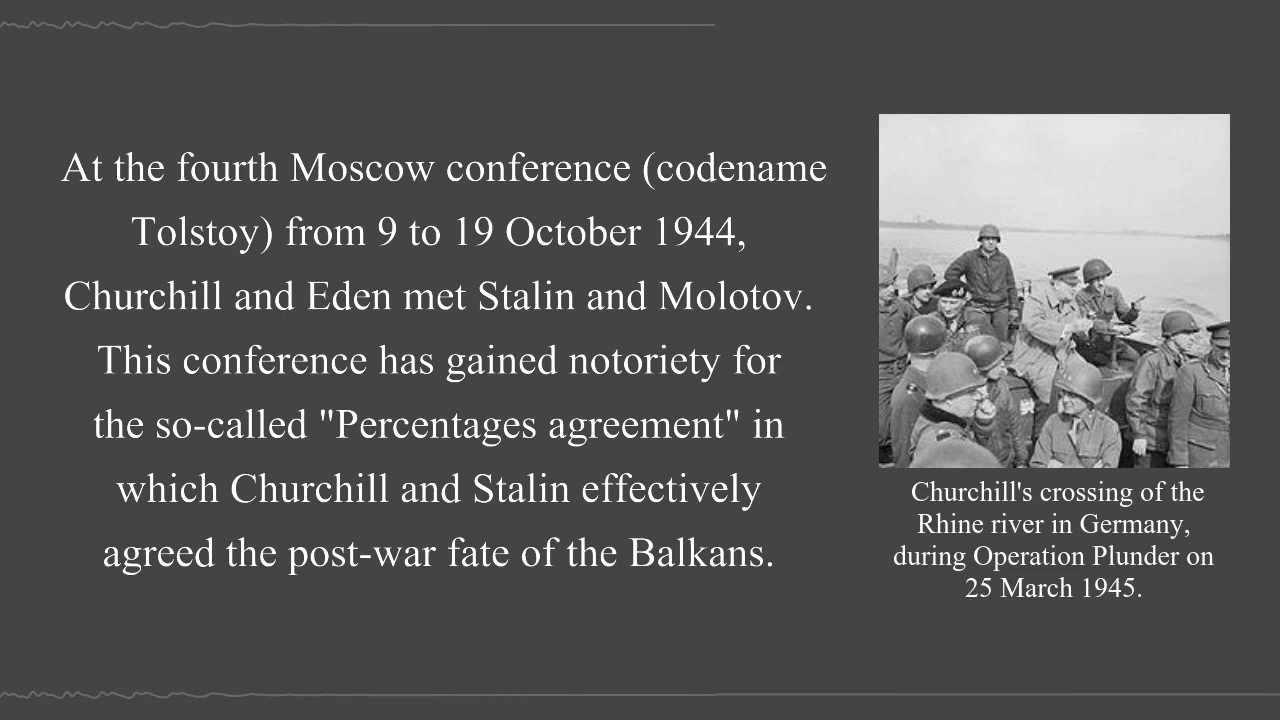 At the fourth Moscow conference (codename
Tolstoy) from 9 to 19 October 1944,
Churchill and Eden met Stalin and Molotov.
This conference has gained notoriety for
the so-called "Percentages agreement" in
which Churchill and Stalin effectively
agreed the post-war fate of the Balkans.
Churchill's crossing of the
Rhine river in Germany,
during Operation Plunder on
25 March 1945.